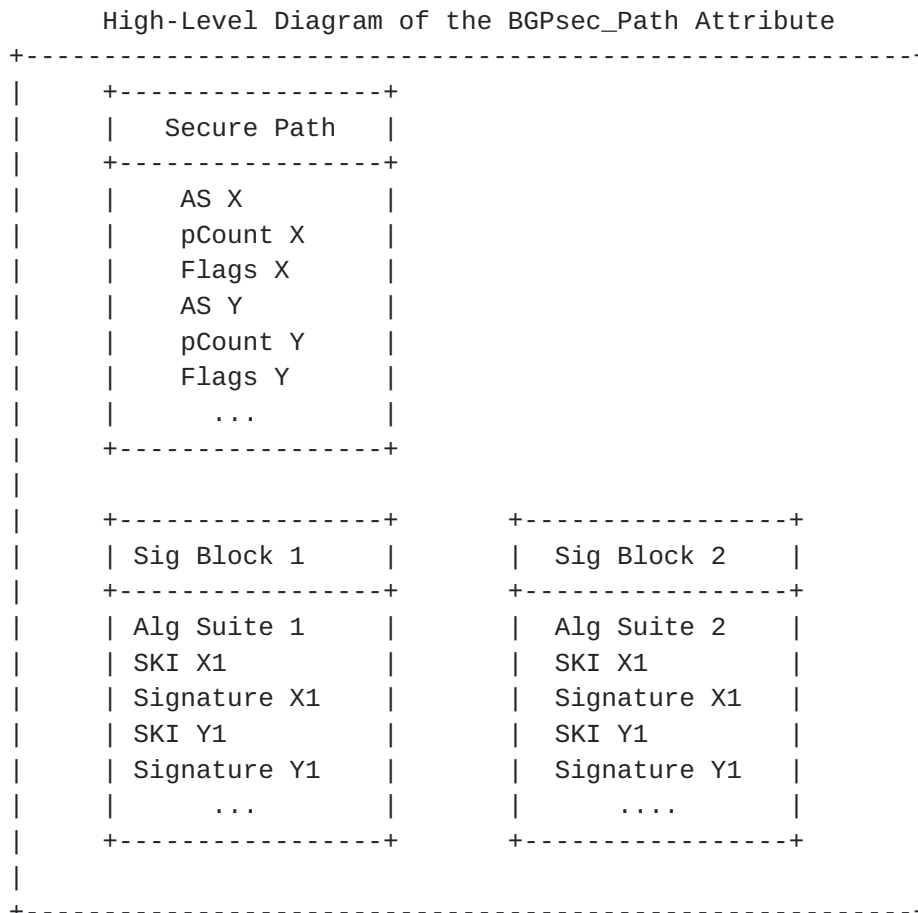 High-Level Diagram of the BGPsec_Path Attribute
Secure Path
AS X
pCount X
Flags X
AS Y
pCount Y
Flags Y
...
Sig Block 1
Alg Suite 1
SKI X1
Signature X1
SKI Y1
Signature Y1
...
Sig Block 2
Alg Suite 2
SKI X1
Signature X1
SKI Y1
Signature Y1
....